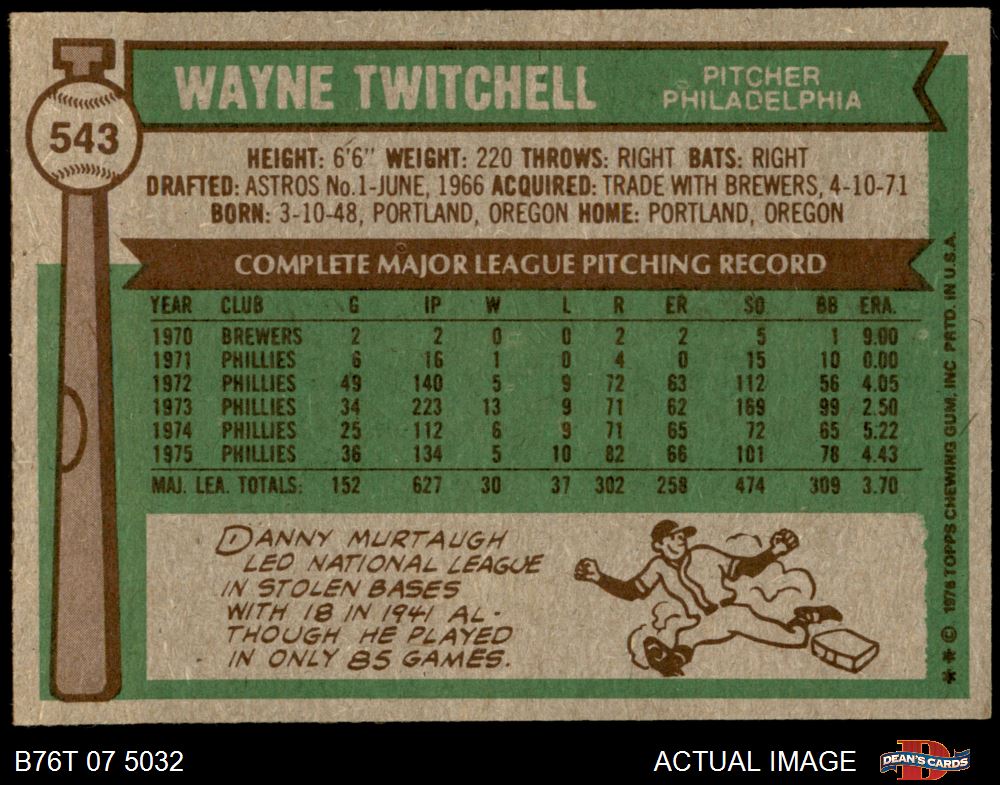 543
WAYNE TWITCHELL
PITCHER
PHILADELPHIA
HEIGHT: 6'6" WEIGHT: 220 THROWS: RIGHT BATS: RIGHT
DRAFTED: ASTROS No.1-JUNE, 1966 ACQUIRED: TRADE WITH BREWERS, 4-10-71
BORN: 3-10-48, PORTLAND, OREGON HOME: PORTLAND, OREGON
COMPLETE MAJOR LEAGUE PITCHING RECORD
YEAR CLUB G IP W L R ER SO BB ERA.
1970 BREWERS 2 2 0 0 2 2 5 1 9.00
1971 PHILLIES 6 16 1 0 4 0 15 10 0.00
1972 PHILLIES 49 140 5 9 72 63 112 56 4.05
1973 PHILLIES 34 223 13 9 71 62 169 99 2.50
1974 PHILLIES 25 112 6 9 71 65 72 65 5.22
1975 PHILLIES 36 134 5 10 82 66 101 78 4.43
MAJ. LEA. TOTALS: 152 627 30 37 302 258 474 309 3.70
DANNY MURTAUGH
LED NATIONAL LEAGUE
IN STOLEN BASES
WITH 18 IN 1941 AL-
THOUGH HE PLAYED
IN ONLY 85 GAMES.
** © 1976 TOPPS CHEWING GUM, INC PRTD. IN U.S.A.
B76T 07 5032
ACTUAL IMAGE
DEAN'S CARDS